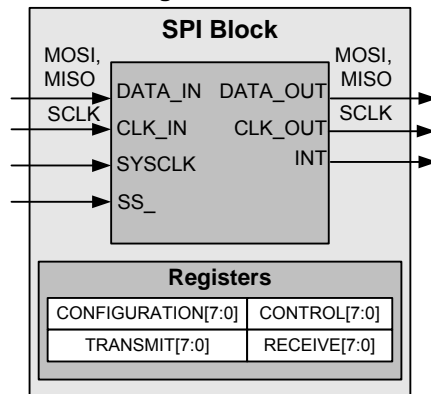 SPI Block
MOSI, MOSI,
MISO MISO
DATA_IN DATA_OUT
SCLK SCLK
CLK_IN CLK_OUT
SYSCLK INT
SS_
Registers
CONFIGURATION[7:0] CONTROL[7:0]
TRANSMIT[7:0] RECEIVE[7:0]